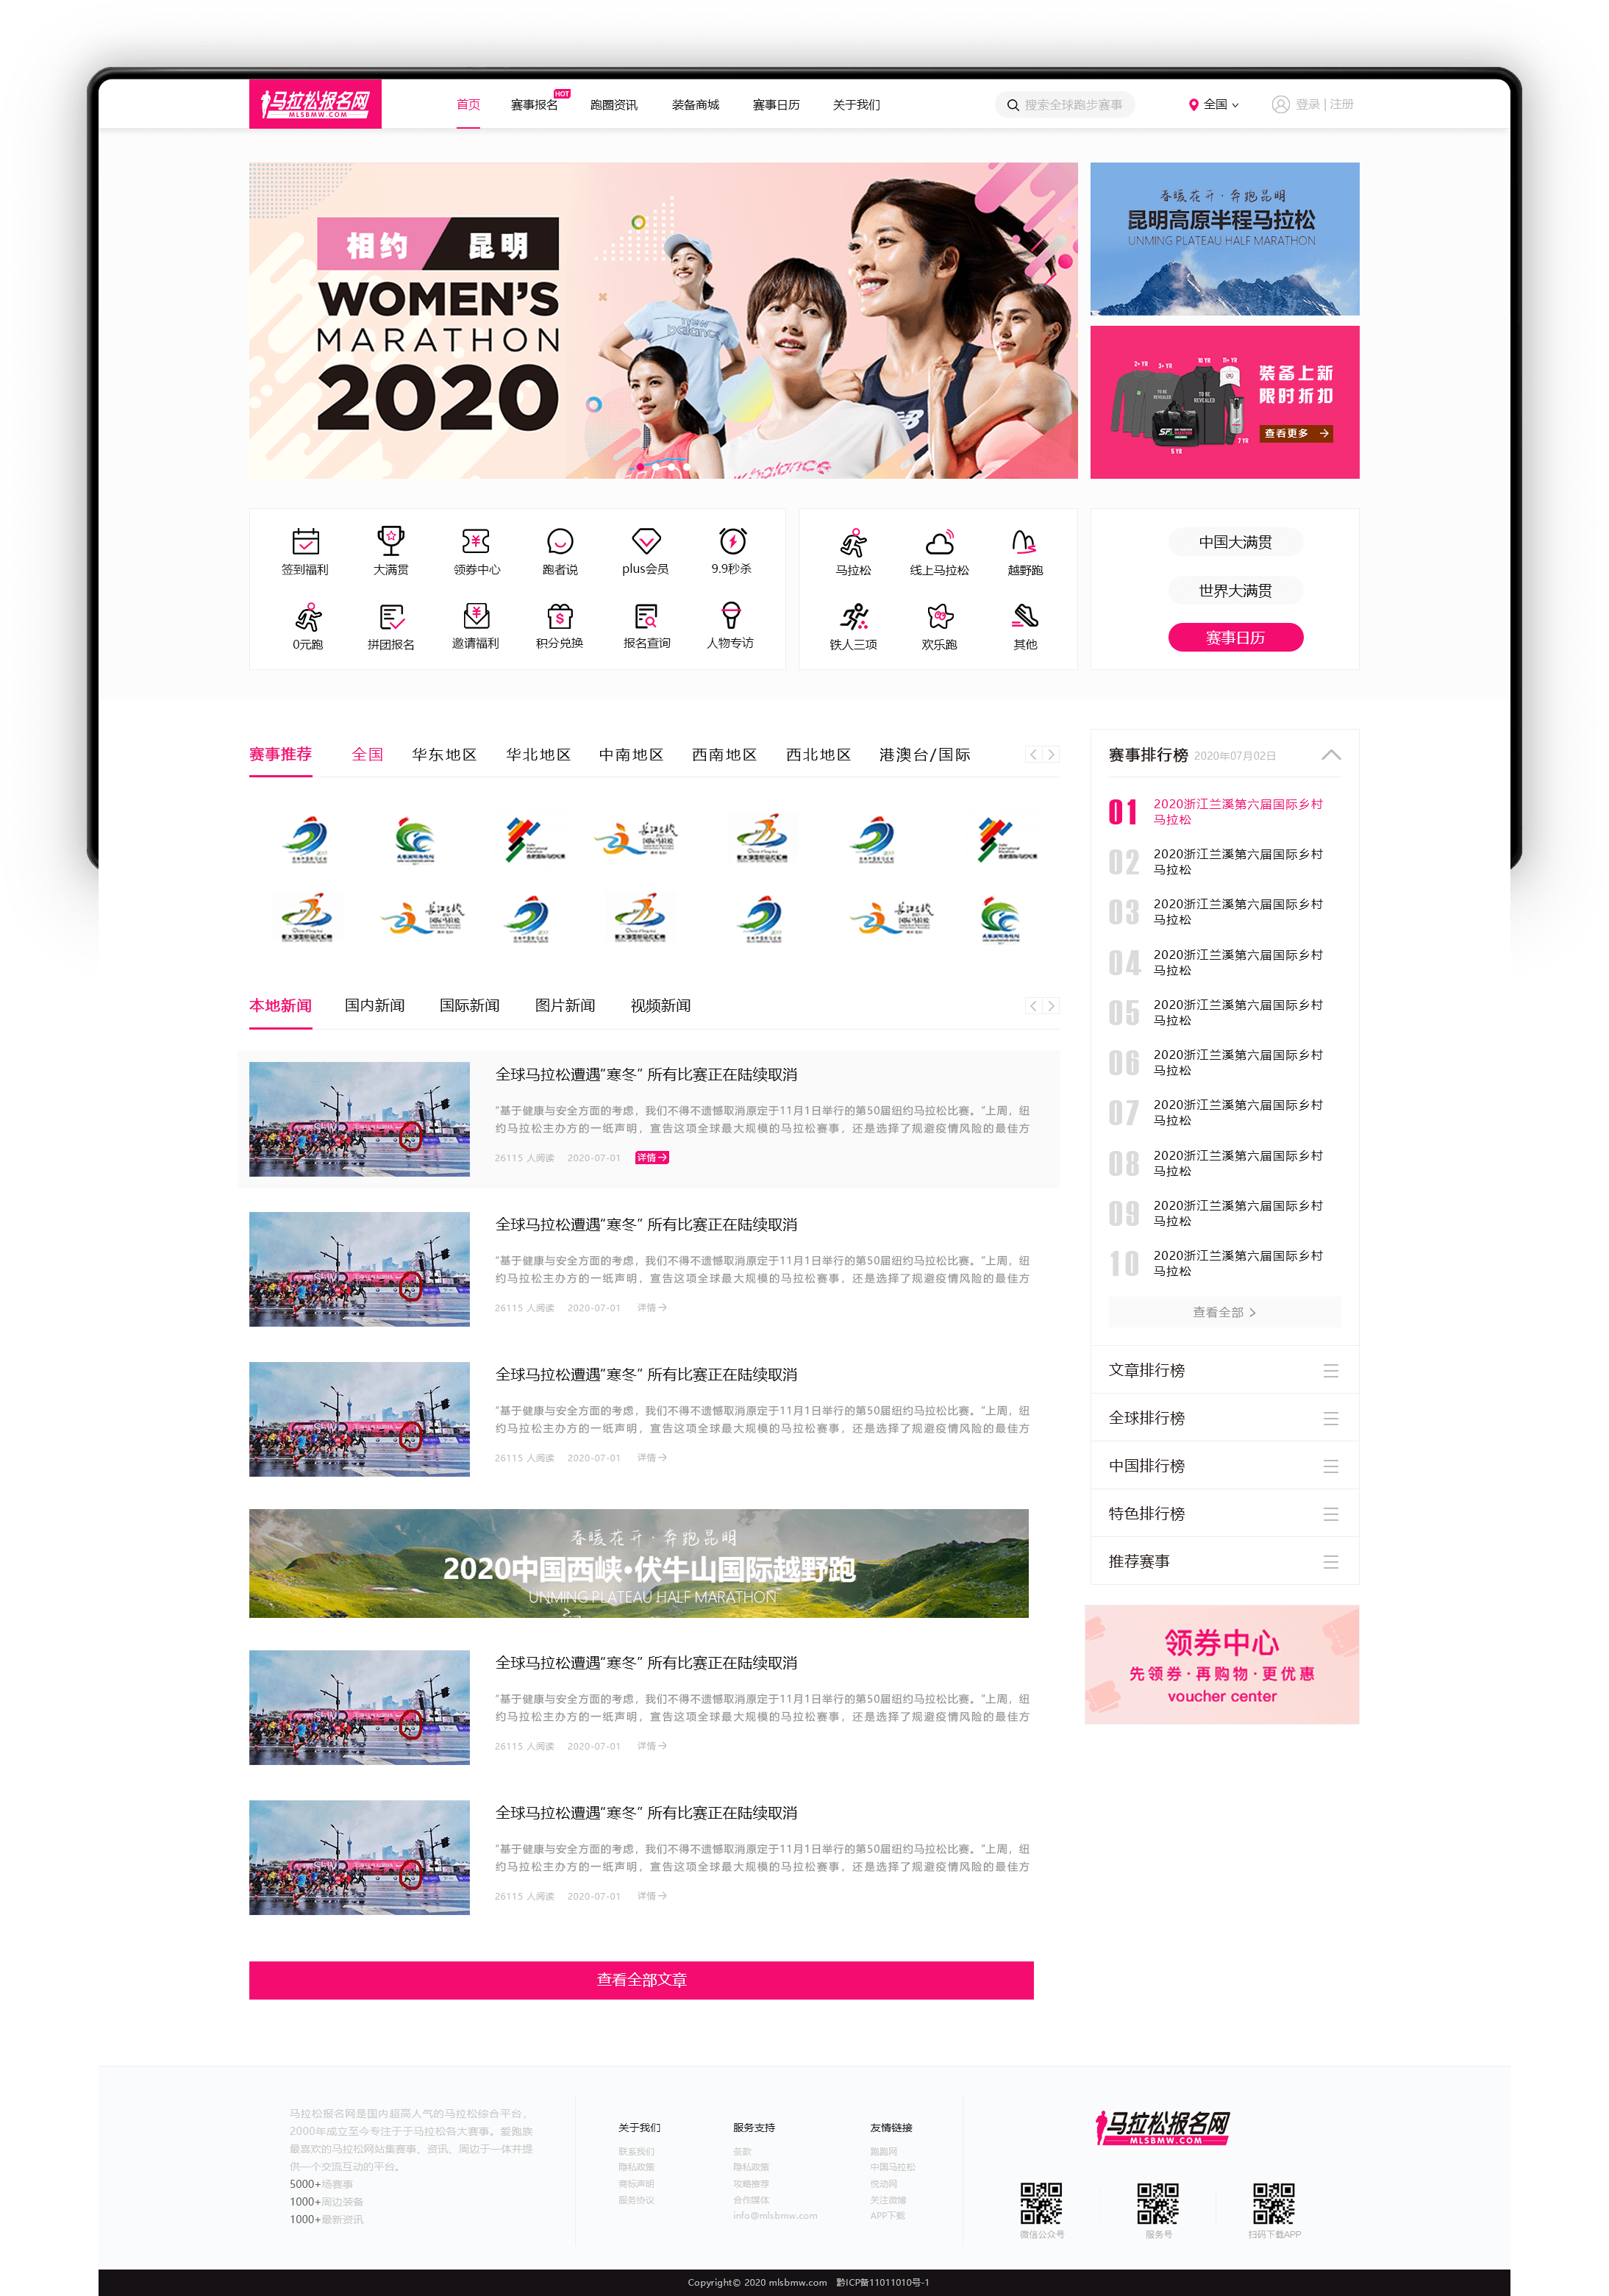 马拉松报名网
MLSBMW.COM
首页
赛事报名
HOT
跑圈资讯
装备商城
赛事日历
关于我们
搜索全球跑步赛事
全国
登录 | 注册
相约 昆明
WOMEN'S
MARATHON
2020
春暖花开·奔跑昆明
昆明高原半程马拉松
UNMING PLATEAU HALF MARATHON
2+ YR
3+ YR
10 YR
11+ YR
TO BE REVEALED
TO BE REVEALED
5 YR
7 YR
装备上新
限时折扣
查看更多
签到福利
大满贯
领券中心
跑者说
plus会员
9.9秒杀
0元跑
拼团报名
邀请福利
积分兑换
报名查询
人物专访
马拉松
线上马拉松
越野跑
铁人三项
欢乐跑
其他
中国大满贯
世界大满贯
赛事日历
赛事推荐
全国
华东地区
华北地区
中南地区
西南地区
西北地区
港澳台/国际
本地新闻
国内新闻
国际新闻
图片新闻
视频新闻
全球马拉松遭遇“寒冬” 所有比赛正在陆续取消
“基于健康与安全方面的考虑，我们不得不遗憾取消原定于11月1日举行的第50届纽约马拉松比赛。”上周，纽
约马拉松主办方的一纸声明，宣告这项全球最大规模的马拉松赛事，还是选择了规避疫情风险的最佳方
26115 人阅读 2020-07-01 详情
全球马拉松遭遇“寒冬” 所有比赛正在陆续取消
“基于健康与安全方面的考虑，我们不得不遗憾取消原定于11月1日举行的第50届纽约马拉松比赛。”上周，纽
约马拉松主办方的一纸声明，宣告这项全球最大规模的马拉松赛事，还是选择了规避疫情风险的最佳方
26115 人阅读 2020-07-01 详情
全球马拉松遭遇“寒冬” 所有比赛正在陆续取消
“基于健康与安全方面的考虑，我们不得不遗憾取消原定于11月1日举行的第50届纽约马拉松比赛。”上周，纽
约马拉松主办方的一纸声明，宣告这项全球最大规模的马拉松赛事，还是选择了规避疫情风险的最佳方
26115 人阅读 2020-07-01 详情
春暖花开·奔跑昆明
2020中国西峡·伏牛山国际越野跑
UNMING PLATEAU HALF MARATHON
全球马拉松遭遇“寒冬” 所有比赛正在陆续取消
“基于健康与安全方面的考虑，我们不得不遗憾取消原定于11月1日举行的第50届纽约马拉松比赛。”上周，纽
约马拉松主办方的一纸声明，宣告这项全球最大规模的马拉松赛事，还是选择了规避疫情风险的最佳方
26115 人阅读 2020-07-01 详情
全球马拉松遭遇“寒冬” 所有比赛正在陆续取消
“基于健康与安全方面的考虑，我们不得不遗憾取消原定于11月1日举行的第50届纽约马拉松比赛。”上周，纽
约马拉松主办方的一纸声明，宣告这项全球最大规模的马拉松赛事，还是选择了规避疫情风险的最佳方
26115 人阅读 2020-07-01 详情
查看全部文章
赛事排行榜 2020年07月02日
01 2020浙江兰溪第六届国际乡村
马拉松
02 2020浙江兰溪第六届国际乡村
马拉松
03 2020浙江兰溪第六届国际乡村
马拉松
04 2020浙江兰溪第六届国际乡村
马拉松
05 2020浙江兰溪第六届国际乡村
马拉松
06 2020浙江兰溪第六届国际乡村
马拉松
07 2020浙江兰溪第六届国际乡村
马拉松
08 2020浙江兰溪第六届国际乡村
马拉松
09 2020浙江兰溪第六届国际乡村
马拉松
10 2020浙江兰溪第六届国际乡村
马拉松
查看全部
文章排行榜
全球排行榜
中国排行榜
特色排行榜
推荐赛事
领券中心
先领券·再购物·更优惠
voucher center
马拉松报名网是国内超高人气的马拉松综合平台，
2000年成立至今专注于于马拉松各大赛事。爱跑族
最喜欢的马拉松网站集赛事、资讯、周边于一体并提
供一个交流互动的平台。
5000+场赛事
1000+周边装备
1000+最新资讯
关于我们
联系我们
隐私政策
商标声明
服务协议
服务支持
条款
隐私政策
攻略推荐
合作媒体
info@mlsbmw.com
友情链接
跑跑网
中国马拉松
悦动网
关注微博
APP下载
马拉松报名网
MLSBMW.COM
微信公众号
服务号
扫码下载APP
Copyright© 2020 mlsbmw.com 黔ICP备11011010号-1